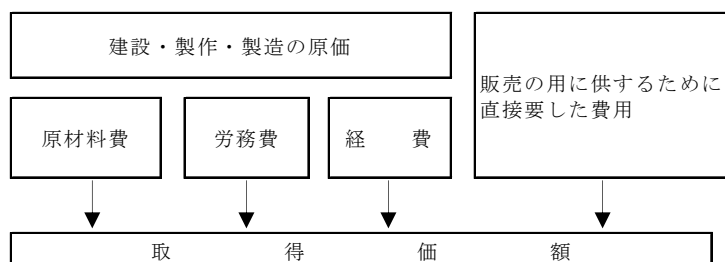 建設・製作・製造の原価
販売の用に供するために
直接要した費用
原材料費
労務費
経　　費
取　得　価　額